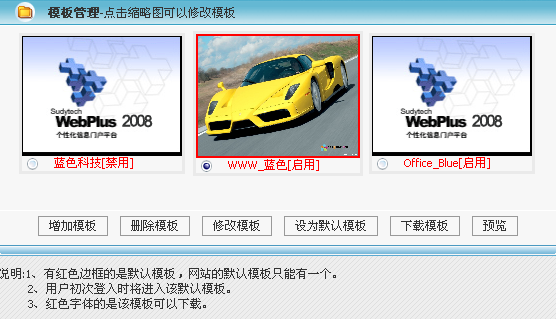 模板管理-点击缩略图可以修改模板
Sudytech
WebPlus 2008
个性化信息门户平台
Sudytech
WebPlus 2008
个性化信息门户平台
蓝色科技[禁用]
WWW_蓝色[启用]
Office_Blue[启用]
增加模板 删除模板 修改模板 设为默认模板 下载模板 预览
说明:1、有红色边框的是默认模板，网站的默认模板只能有一个。
2、用户初次登入时将进入该默认模板。
3、红色字体的是该模板可以下载。